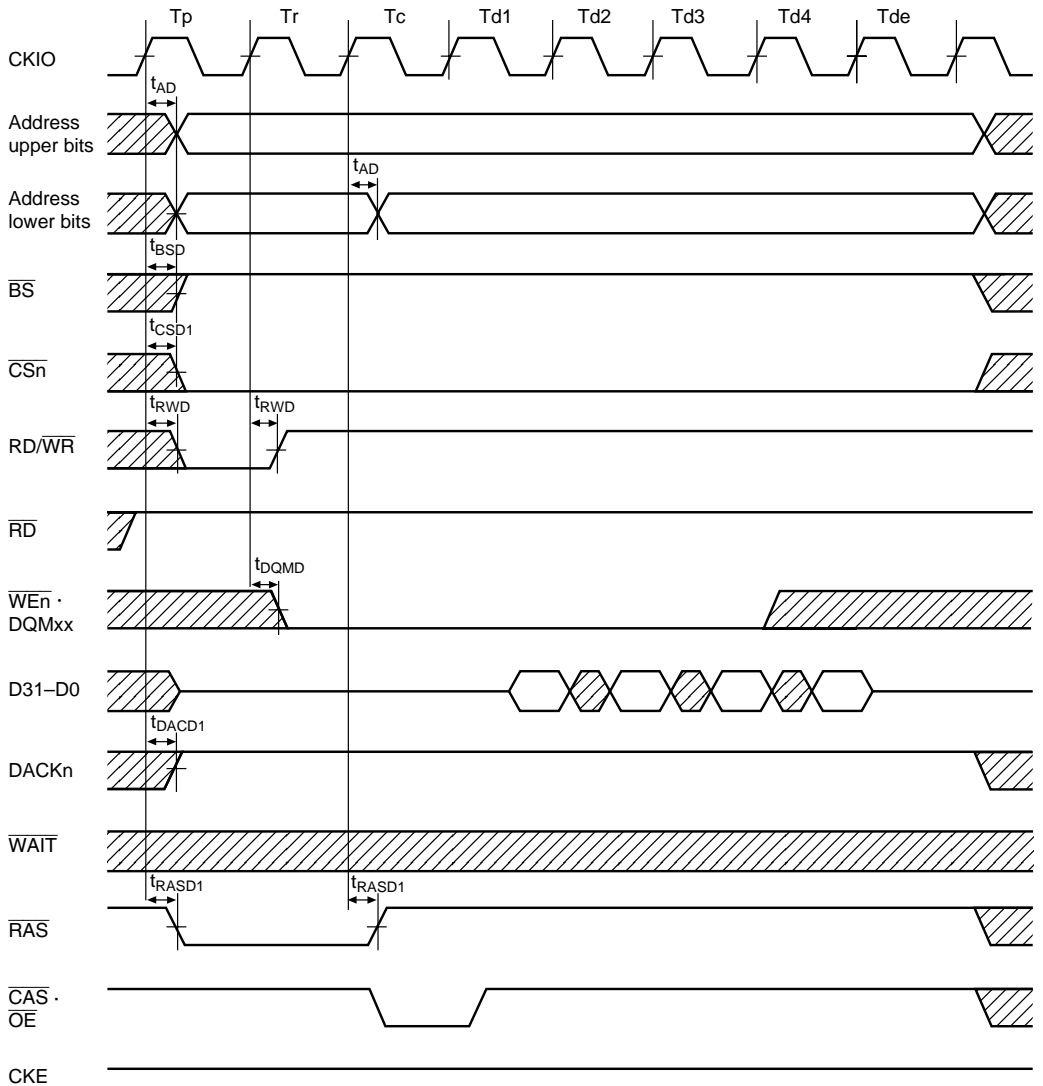 Tp Tr Tc Td1 Td2 Td3 Td4 Tde
CKIO
tAD
Address
upper bits
tAD
Address
lower bits
tBSD
BS
tCSD1
CSn
tRWD tRWD
RD/WR
RD
tDQMD
WEn ·
DQMxx
D31–D0
tDACD1
DACKn
WAIT
tRASD1 tRASD1
RAS
CAS ·
OE
CKE